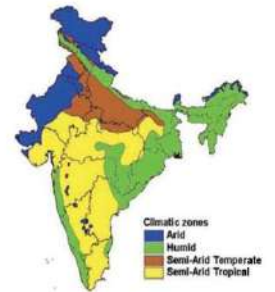 Climatic zones
Arid
Humid
Semi-Arid Temperate
Semi-Arid Tropical